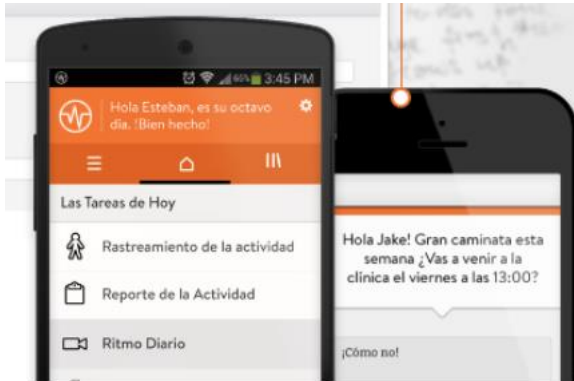 66% 3:45 PM
Hola Esteban, es su octavo
día. !Bien hecho!
Las Tareas de Hoy
Rastreamiento de la actividad
Reporte de la Actividad
Ritmo Diario
Hola Jake! Gran caminata esta
semana ¿Vas a venir a la
clínica el viernes a las 13:00?
¡Cómo no!